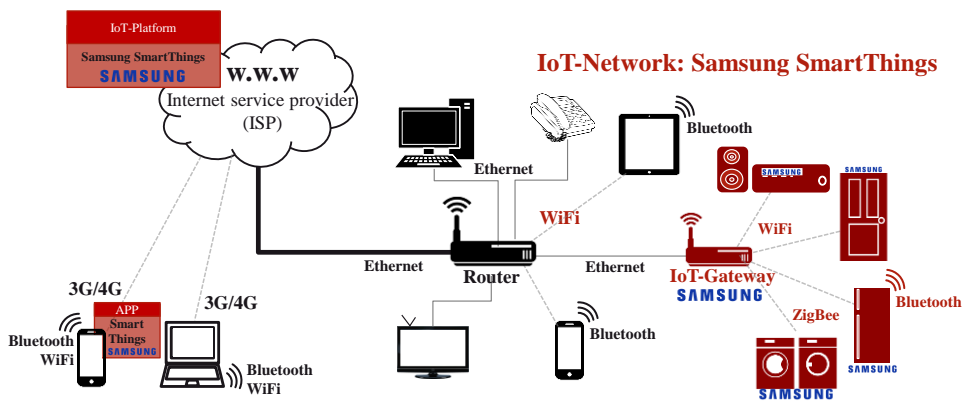 IoT-Platform
Samsung SmartThings
SAMSUNG
w.w.w
Internet service provider
(ISP)
IoT-Network: Samsung SmartThings
Bluetooth
Ethernet
SAMSUNG
SAMSUNG
WiFi
WiFi
Ethernet
Router
Ethernet
IoT-Gateway
SAMSUNG
3G/4G
3G/4G
APP
Smart
Things
SAMSUNG
Bluetooth
WiFi
Bluetooth
WiFi
Bluetooth
ZigBee
Bluetooth
SAMSUNG
SAMSUNG